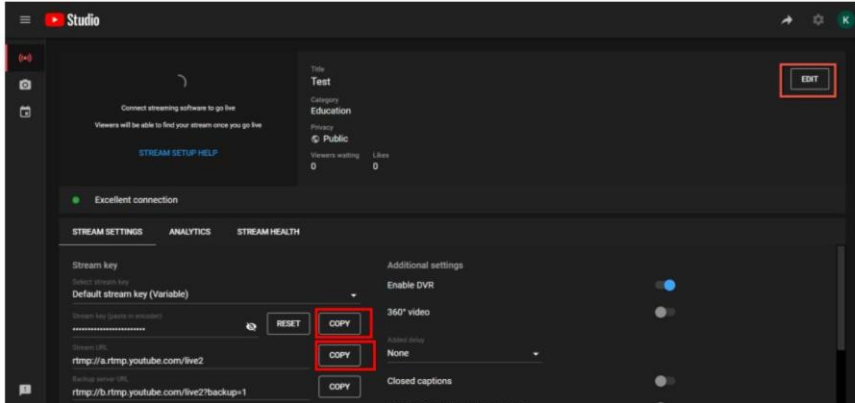 Studio
K
Connect streaming software to go live
Viewers will be able to find your stream once you go live
STREAM SETUP HELP
Title
Test
Category
Education
Privacy
Public
Viewers waiting Likes
0 0
EDIT
Excellent connection
STREAM SETTINGS ANALYTICS STREAM HEALTH
Stream key
Select stream key
Default stream key (Variable)
Stream key (paste in encoder)
RESET COPY
Stream URL
rtmp://a.rtmp.youtube.com/live2
COPY
Backup server URL
rtmp://b.rtmp.youtube.com/live2?backup=1
COPY
Additional settings
Enable DVR
360° video
Added delay
None
Closed captions